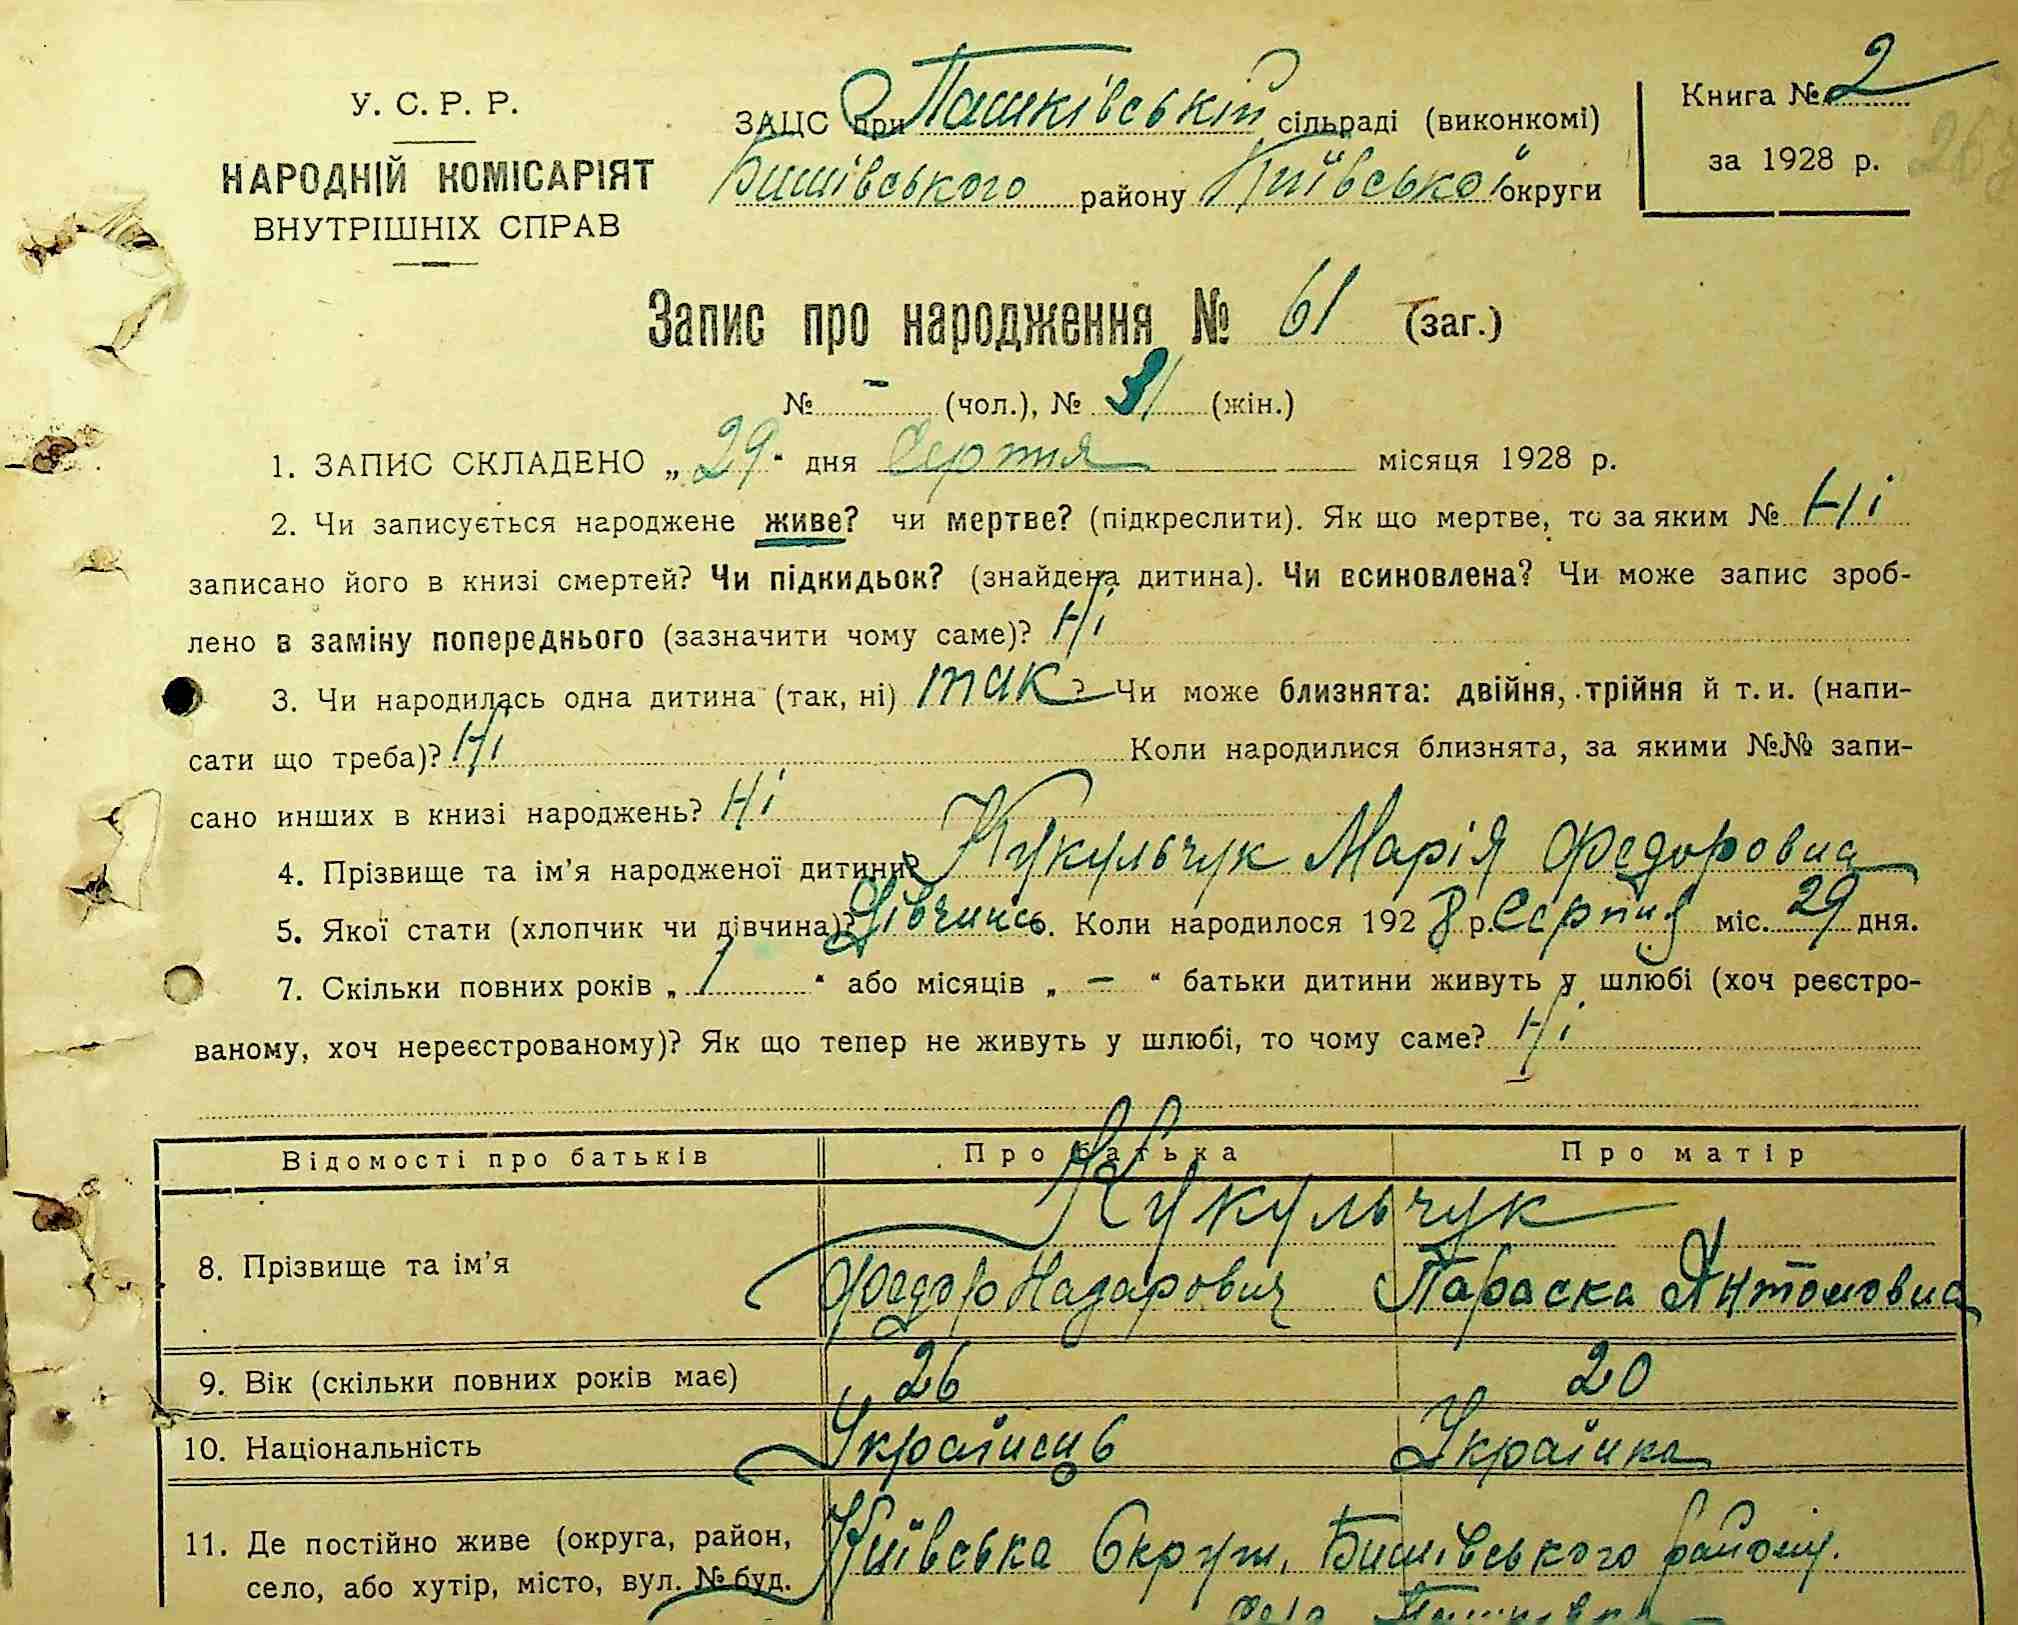 У. С. Р. Р.
НАРОДНІЙ КОМІСАРІЯТ
ВНУТРІШНІХ СПРАВ
ЗАЦС при Пашківській сільраді (виконкомі)
Бишівського району Київської округи
Книга № 2
за 1928 р.
Запис про народження № 61 (заг.)
№ - (чол.), № 31 (жін.)
1. ЗАПИС СКЛАДЕНО „29“ дня Серпня місяця 1928 р.
2. Чи записується народжене живе? чи мертве? (підкреслити). Як що мертве, то за яким № Ні
записано його в книзі смертей? Чи підкидьок? (знайдена дитина). Чи всиновлена? Чи може запис зроб-
лено в заміну попереднього (зазначити чому саме)? Ні
3. Чи народилась одна дитина (так, ні) так? Чи може близнята: двійня, трійня й т. и. (напи-
сати що треба)? Ні Коли народилися близнята, за якими №№ запи-
сано инших в книзі народжень? Ні
4. Прізвище та ім’я народженої дитини? Кукульчук Марія Федоровна
5. Якої стати (хлопчик чи дівчина)? Дівчина. Коли народилося 1928 р. Серпня міс. 29 дня.
7. Скільки повних років „1“ або місяців „-“ батьки дитини живуть у шлюбі (хоч реєстро-
ваному, хоч нереєстрованому)? Як що тепер не живуть у шлюбі, то чому саме? Ні
Відомості про батьків Про батька Про матір
Кукульчук
8. Прізвище та ім’я Федор Назарович Параска Антоновна
9. Вік (скільки повних років має) 26 20
10. Національність Українець Українка
11. Де постійно живе (округа, район, Київська Округи, Бишівського району.
село, або хутір, місто, вул. № буд.